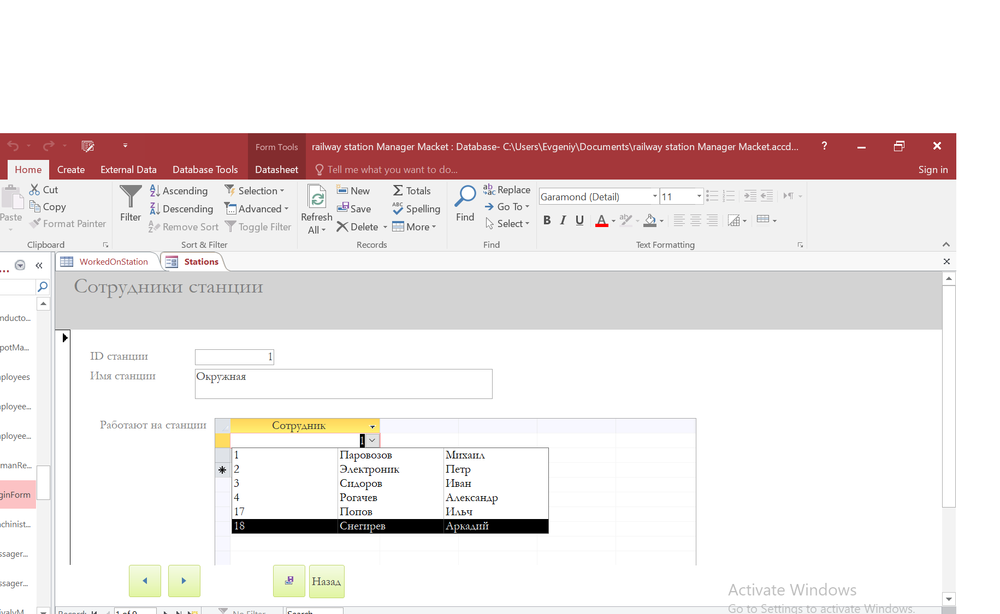 Form Tools railway station Manager Macket : Database- C:\Users\Evgeniy\Documents\railway station Manager Macket.accd... ?
Home Create External Data Database Tools Datasheet Tell me what you want to do... Sign in
Paste
Cut
Copy
Format Painter
Clipboard
Filter
Ascending
Descending
Remove Sort
Selection
Advanced
Toggle Filter
Sort & Filter
Refresh
All
New
Save
Delete
Totals
Spelling
More
Records
Find
Replace
Go To
Select
Find
Garamond (Detail) 11
B I U A
Text Formatting
WorkedOnStation Stations
...
nducto...
potMa...
ployees
ployee...
ployee...
manRe...
ginForm
chinist...
ssager...
ssager...
Сотрудники станции
ID станции 1
Имя станции Окружная
Работают на станции Сотрудник
1
1 Паровозов Михаил
2 Электроник Петр
3 Сидоров Иван
4 Рогачев Александр
17 Попов Ильч
18 Снегирев Аркадий
Назад
Activate Windows
Go to Settings to activate Windows.
Record: 1 of 9 No Filter Search